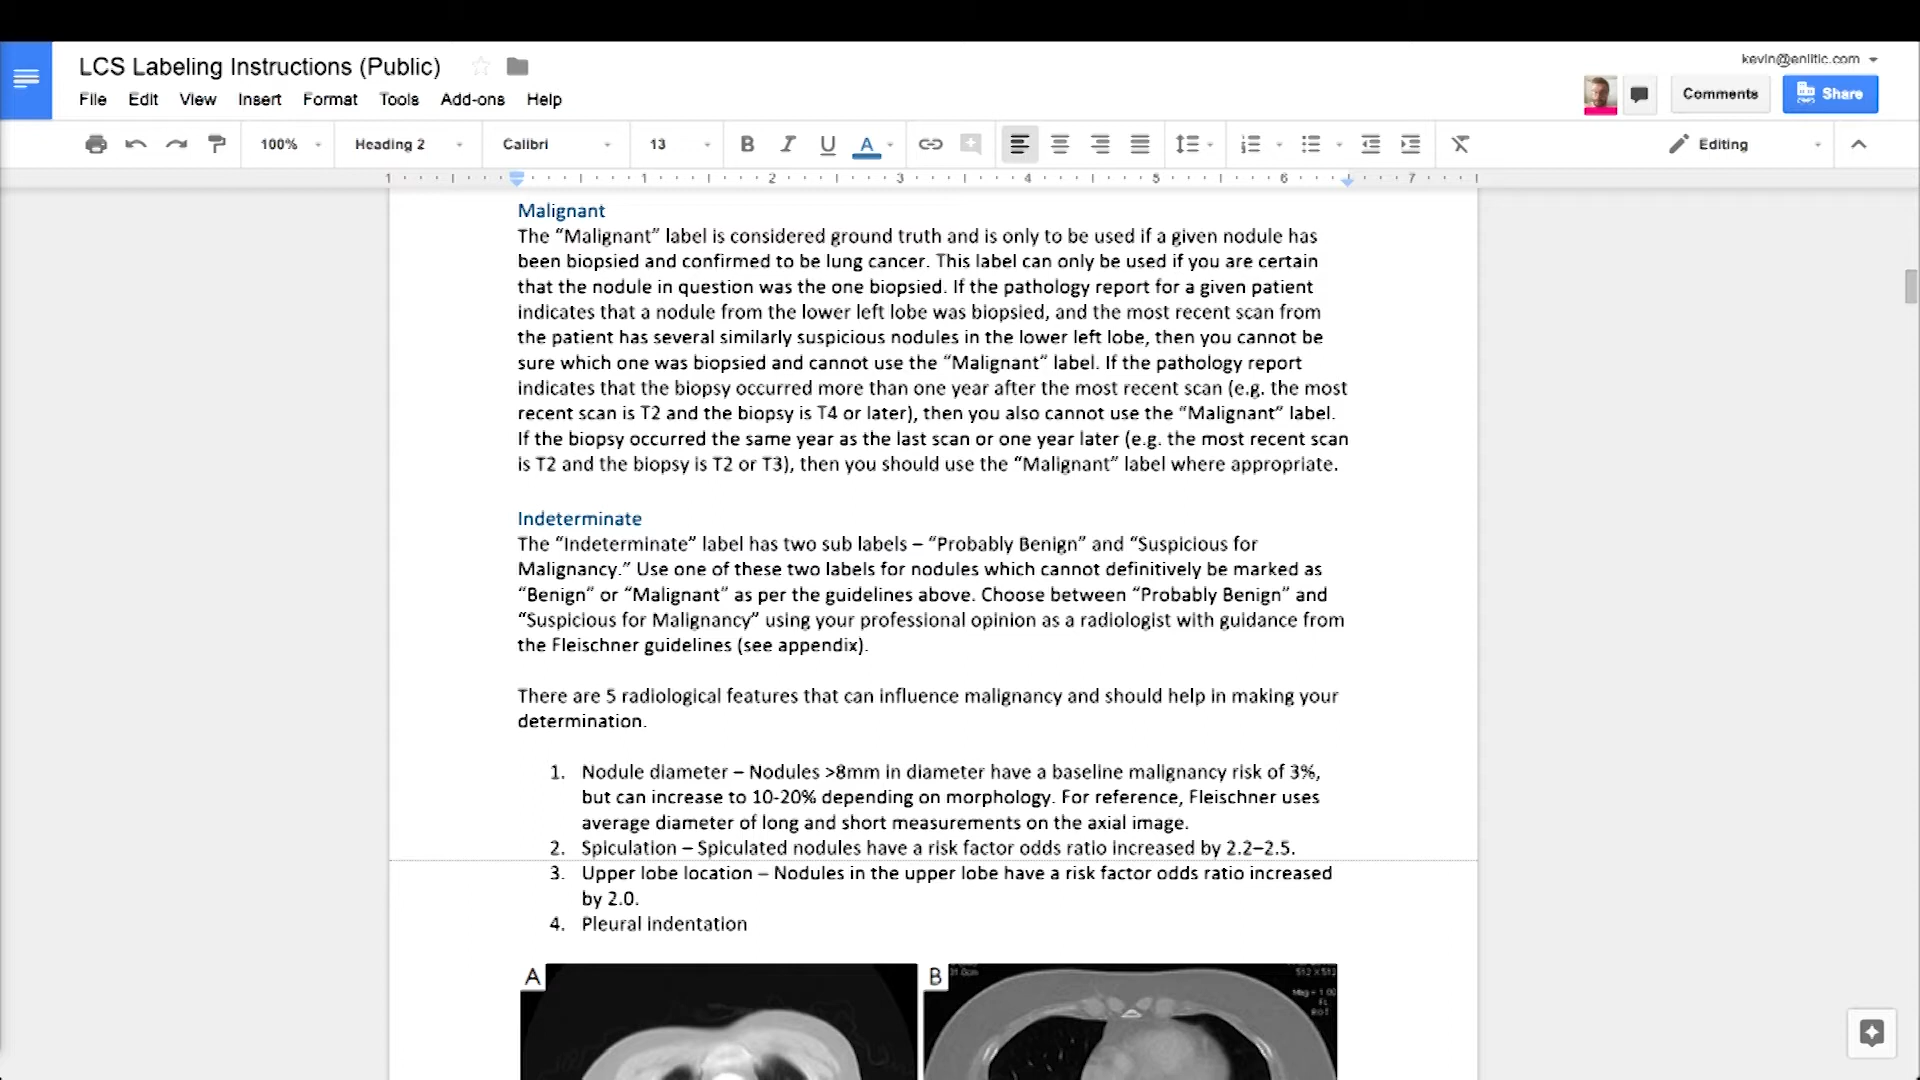 LCS Labeling Instructions (Public)
kevin@enlitic.com
File Edit View Insert Format Tools Add-ons Help
Comments
Share
100% Heading 2 Calibri 13 B I U A Editing
1 1 2 3 4 5 6 7
Malignant
The “Malignant” label is considered ground truth and is only to be used if a given nodule has
been biopsied and confirmed to be lung cancer. This label can only be used if you are certain
that the nodule in question was the one biopsied. If the pathology report for a given patient
indicates that a nodule from the lower left lobe was biopsied, and the most recent scan from
the patient has several similarly suspicious nodules in the lower left lobe, then you cannot be
sure which one was biopsied and cannot use the “Malignant” label. If the pathology report
indicates that the biopsy occurred more than one year after the most recent scan (e.g. the most
recent scan is T2 and the biopsy is T4 or later), then you also cannot use the “Malignant” label.
If the biopsy occurred the same year as the last scan or one year later (e.g. the most recent scan
is T2 and the biopsy is T2 or T3), then you should use the “Malignant” label where appropriate.
Indeterminate
The “Indeterminate” label has two sub labels – “Probably Benign” and “Suspicious for
Malignancy.” Use one of these two labels for nodules which cannot definitively be marked as
“Benign” or “Malignant” as per the guidelines above. Choose between “Probably Benign” and
“Suspicious for Malignancy” using your professional opinion as a radiologist with guidance from
the Fleischner guidelines (see appendix).
There are 5 radiological features that can influence malignancy and should help in making your
determination.
1. Nodule diameter – Nodules >8mm in diameter have a baseline malignancy risk of 3%,
but can increase to 10-20% depending on morphology. For reference, Fleischner uses
average diameter of long and short measurements on the axial image.
2. Spiculation – Spiculated nodules have a risk factor odds ratio increased by 2.2–2.5.
3. Upper lobe location – Nodules in the upper lobe have a risk factor odds ratio increased
by 2.0.
4. Pleural indentation
A
B
512 X 512